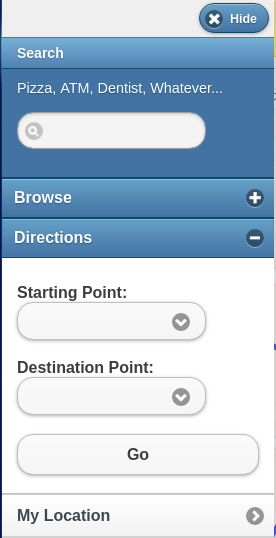 Hide
Search
Pizza, ATM, Dentist, Whatever...
Browse
Directions
Starting Point:
Destination Point:
Go
My Location